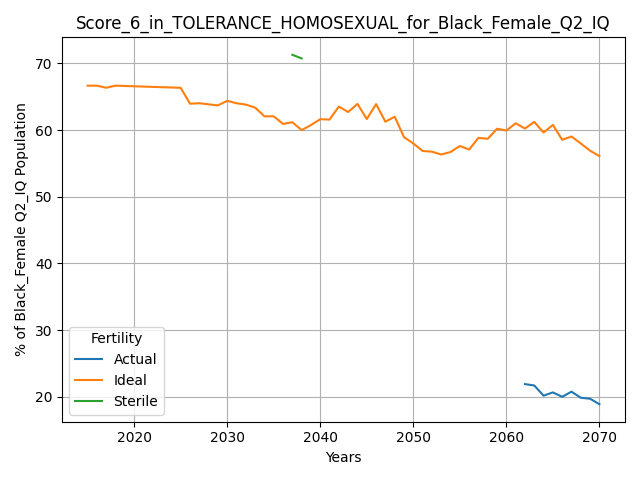 Score_6_in_TOLERANCE_HOMOSEXUAL_for_Black_Female_Q2_IQ
% of Black_Female Q2_IQ Population
70
60
50
40
30
20
Fertility
Actual
Ideal
Sterile
2020 2030 2040 2050 2060 2070
Years